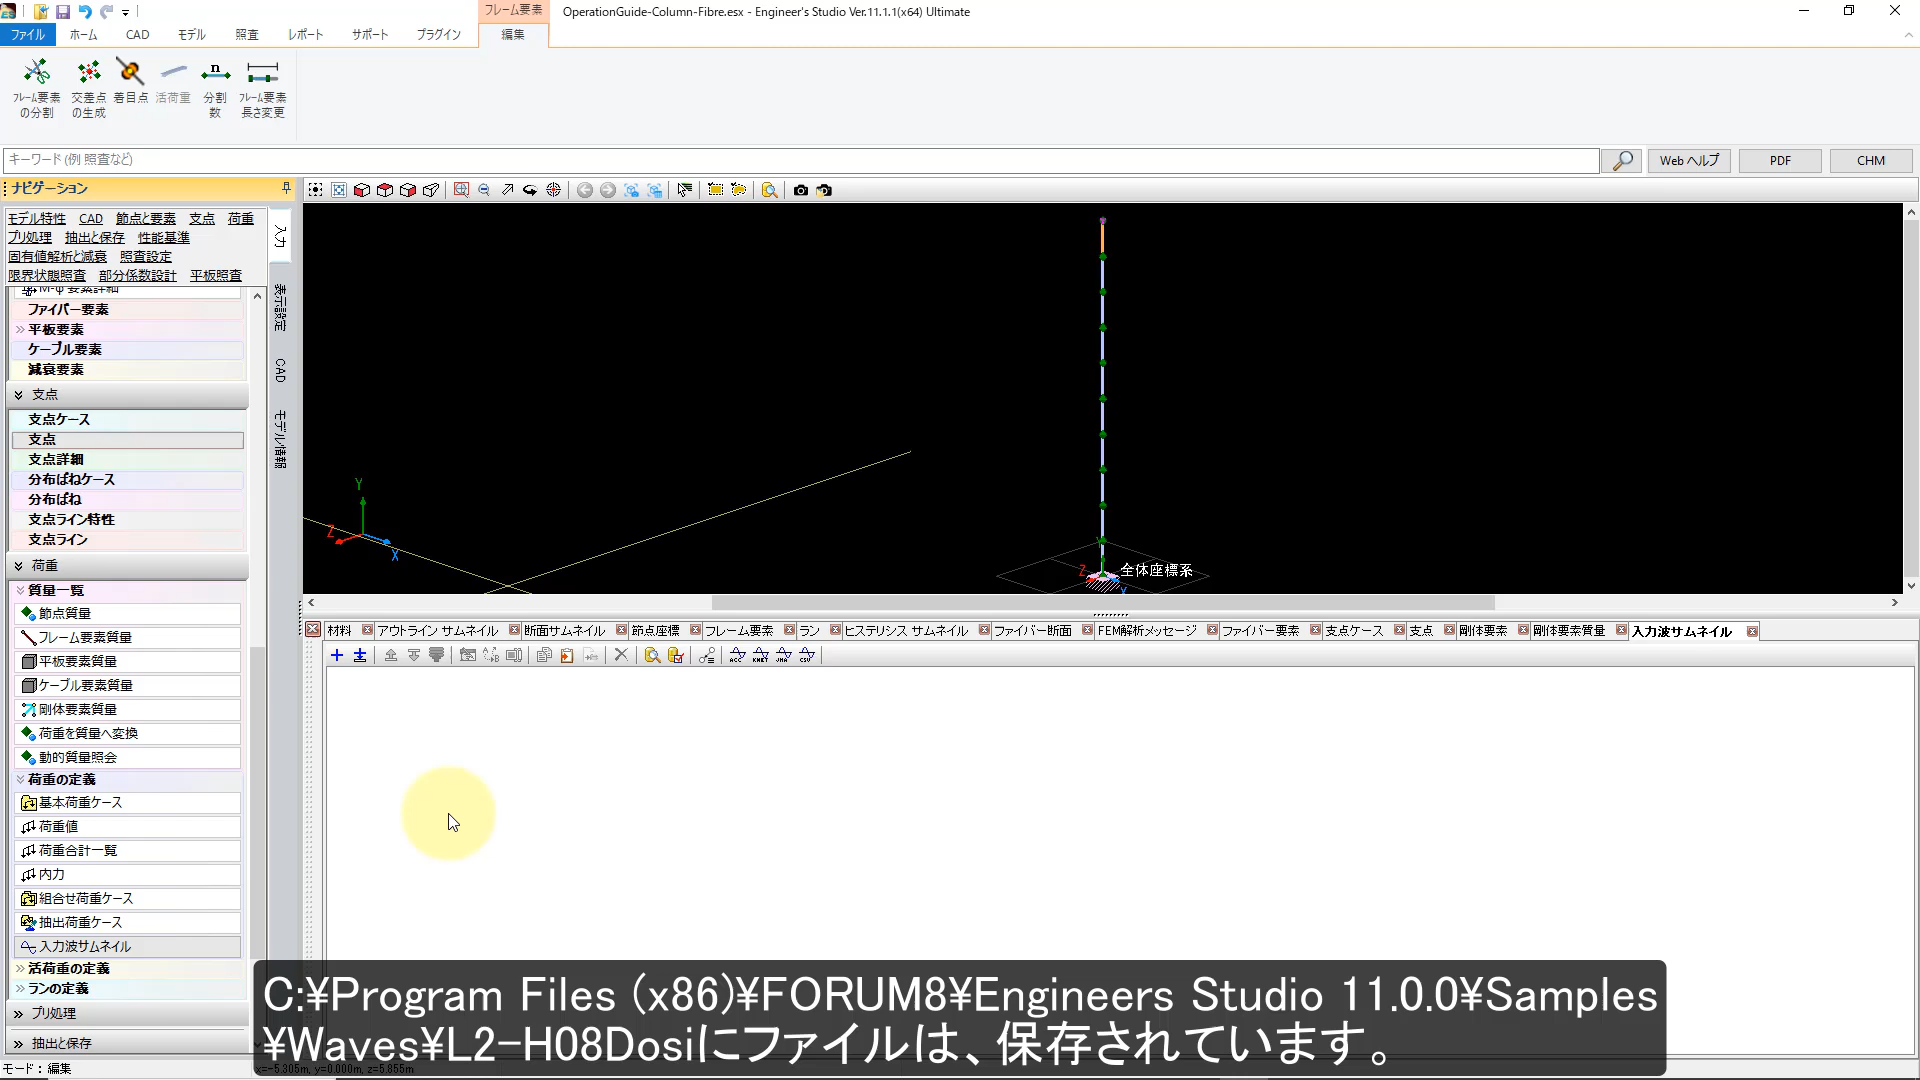 フレーム要素
OperationGuide-Column-Fibre.esx - Engineer's Studio Ver.11.1.1(x64) Ultimate
ファイル ホーム CAD モデル 照査 レポート サポート プラグイン 編集
フレーム要素の分割 交差点の生成 着目点 活荷重 分割数 フレーム要素長さ変更
キーワード (例 照査など)
Web ヘルプ PDF CHM
ナビゲーション
モデル特性 CAD 節点と要素 支点 荷重
プリ処理 抽出と保存 性能基準
固有値解析と減衰 照査設定
限界状態照査 部分係数設計 平板照査
入力
表示設定
CAD
モデル情報
M-φ 要素詳細
ファイバー要素
平板要素
ケーブル要素
減衰要素
支点
支点ケース
支点
支点詳細
分布ばねケース
分布ばね
支点ライン特性
支点ライン
荷重
質量一覧
節点質量
フレーム要素質量
平板要素質量
ケーブル要素質量
剛体要素質量
荷重を質量へ変換
動的質量照会
荷重の定義
基本荷重ケース
荷重値
荷重合計一覧
内力
組合せ荷重ケース
抽出荷重ケース
入力波サムネイル
活荷重の定義
ランの定義
プリ処理
抽出と保存
モード : 編集
Y
Z
X
Z
全体座標系
材料 アウトライン サムネイル 断面サムネイル 節点座標 フレーム要素 ラン ヒステリシス サムネイル ファイバー断面 FEM解析メッセージ ファイバー要素 支点ケース 支点 剛体要素 剛体要素質量 入力波サムネイル
ACC KNET JMA CSV
C:¥Program Files (x86)¥FORUM8¥Engineers Studio 11.0.0¥Samples
¥Waves¥L2-H08Dosiにファイルは、保存されています。
x=-5.305m, y=0.000m, z=5.855m